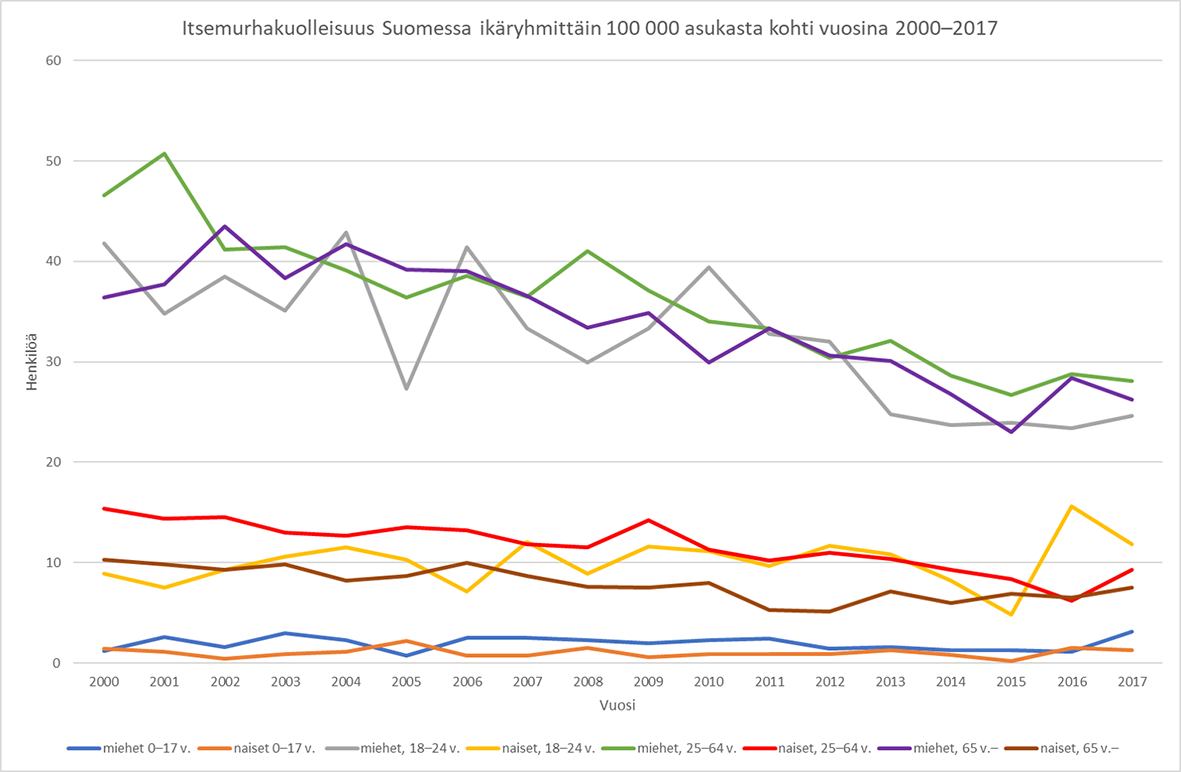 Itsemurhakuolleisuus Suomessa ikäryhmittäin 100 000 asukasta kohti vuosina 2000–2017
60
50
40
30
20
10
0
Henkilöä
2000 2001 2002 2003 2004 2005 2006 2007 2008 2009 2010 2011 2012 2013 2014 2015 2016 2017
Vuosi
miehet 0–17 v. naiset 0–17 v. miehet, 18–24 v. naiset, 18–24 v. miehet, 25–64 v. naiset, 25–64 v. miehet, 65 v.– naiset, 65 v.–